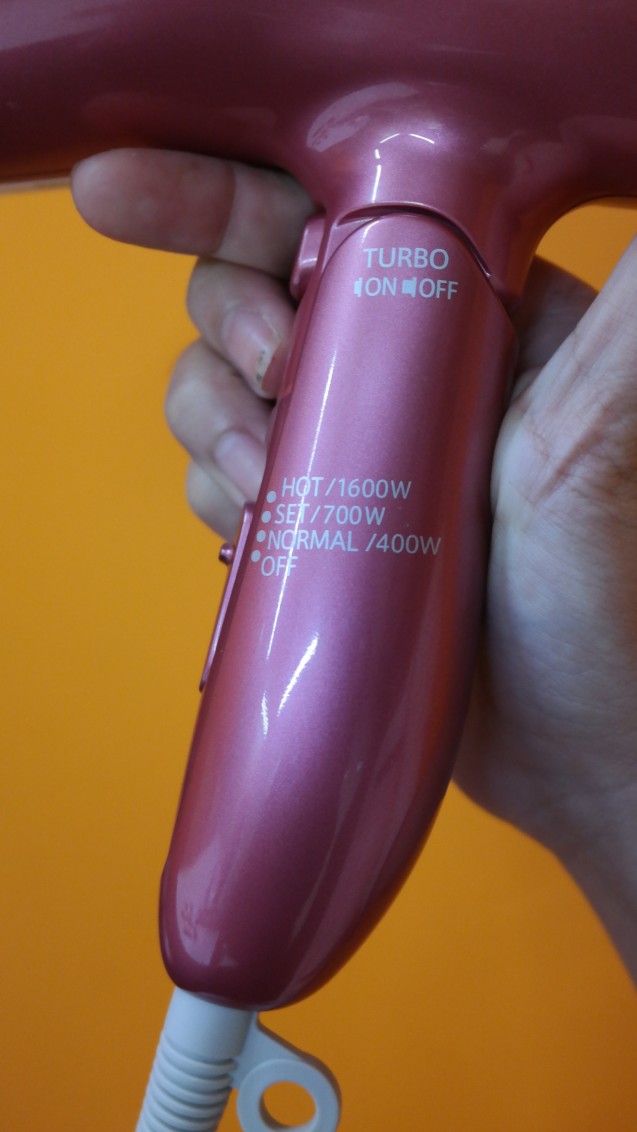 TURBO
ON OFF
HOT/1600W
SET/700W
NORMAL /400W
OFF